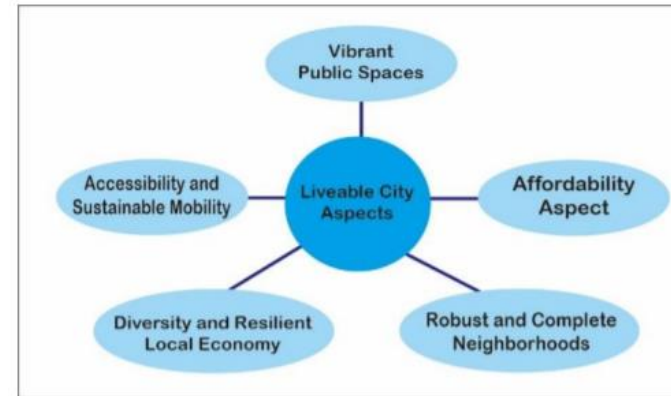 Vibrant
Public Spaces
Accessibility and
Sustainable Mobility
Liveable City
Aspects
Affordability
Aspect
Diversity and Resilient
Local Economy
Robust and Complete
Neighborhoods